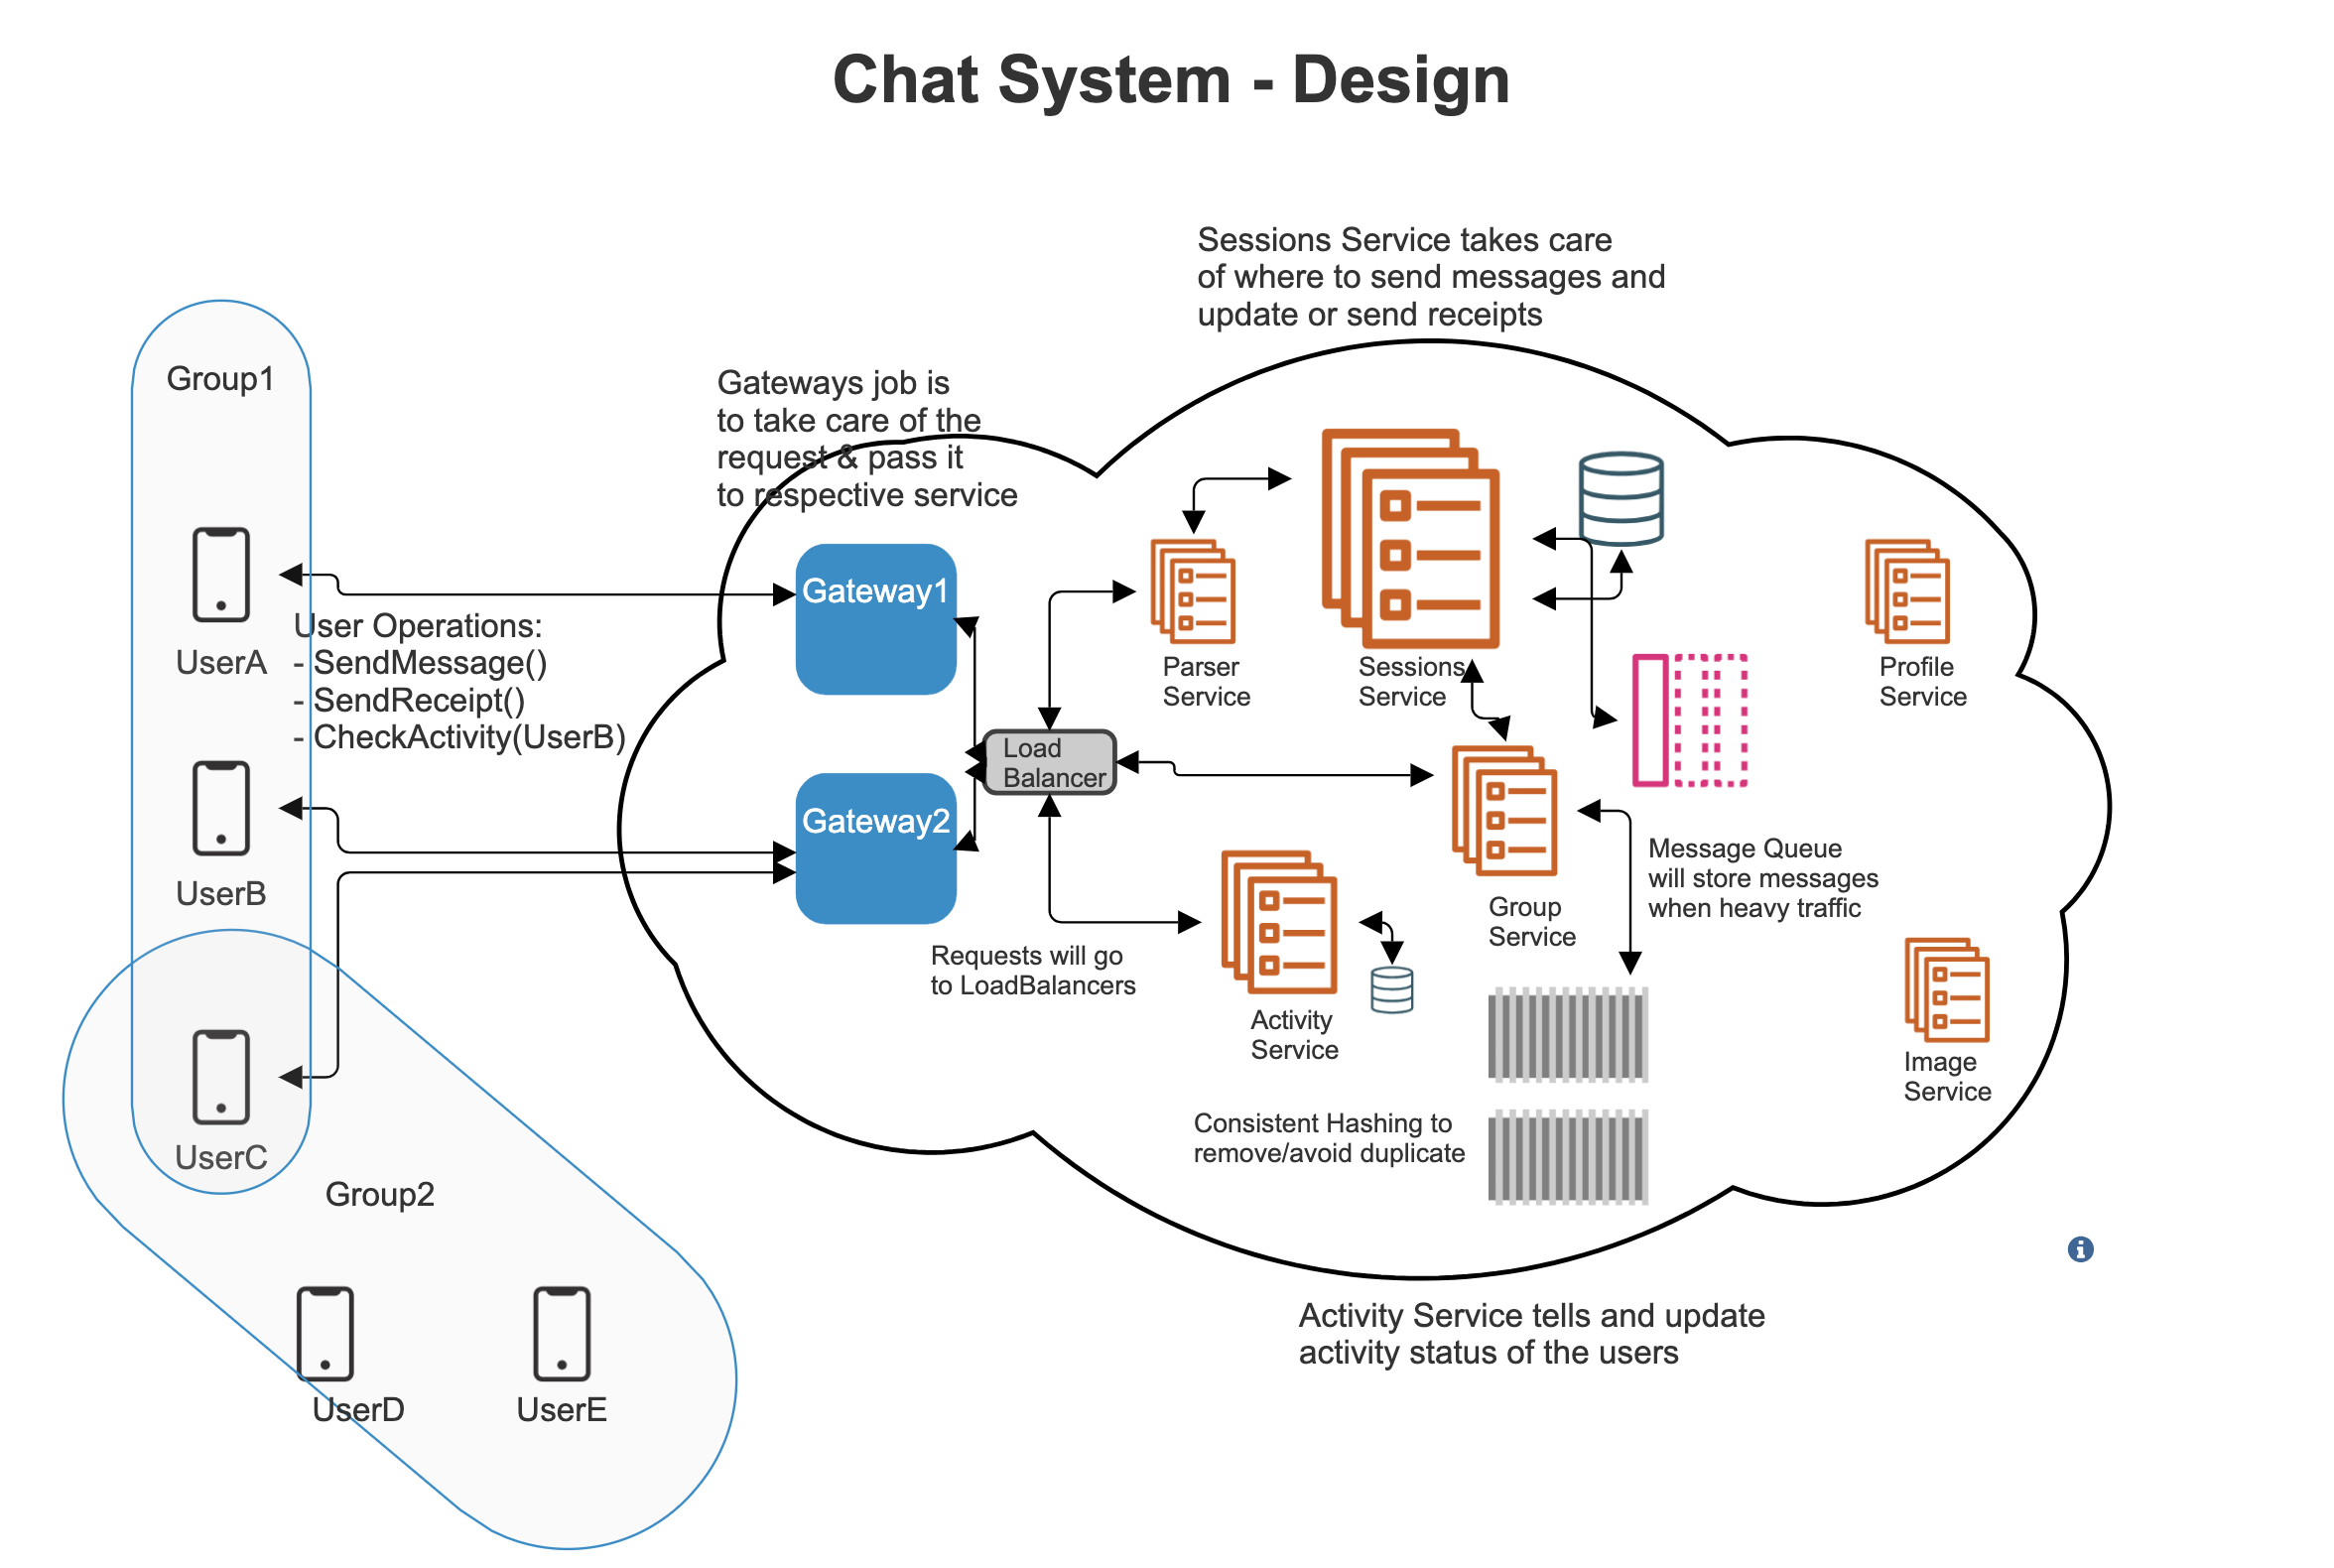 Chat System - Design
Sessions Service takes care
of where to send messages and
update or send receipts
Group1
Gateways job is
to take care of the
request & pass it
to respective service
Gateway1
User Operations:
- SendMessage()
- SendReceipt()
- CheckActivity(UserB)
UserA
Parser
Service
Sessions
Service
Profile
Service
Load
Balancer
Gateway2
UserB
Message Queue
will store messages
when heavy traffic
Group
Service
Requests will go
to LoadBalancers
Activity
Service
Image
Service
Consistent Hashing to
remove/avoid duplicate
UserC
Group2
Activity Service tells and update
activity status of the users
UserD
UserE